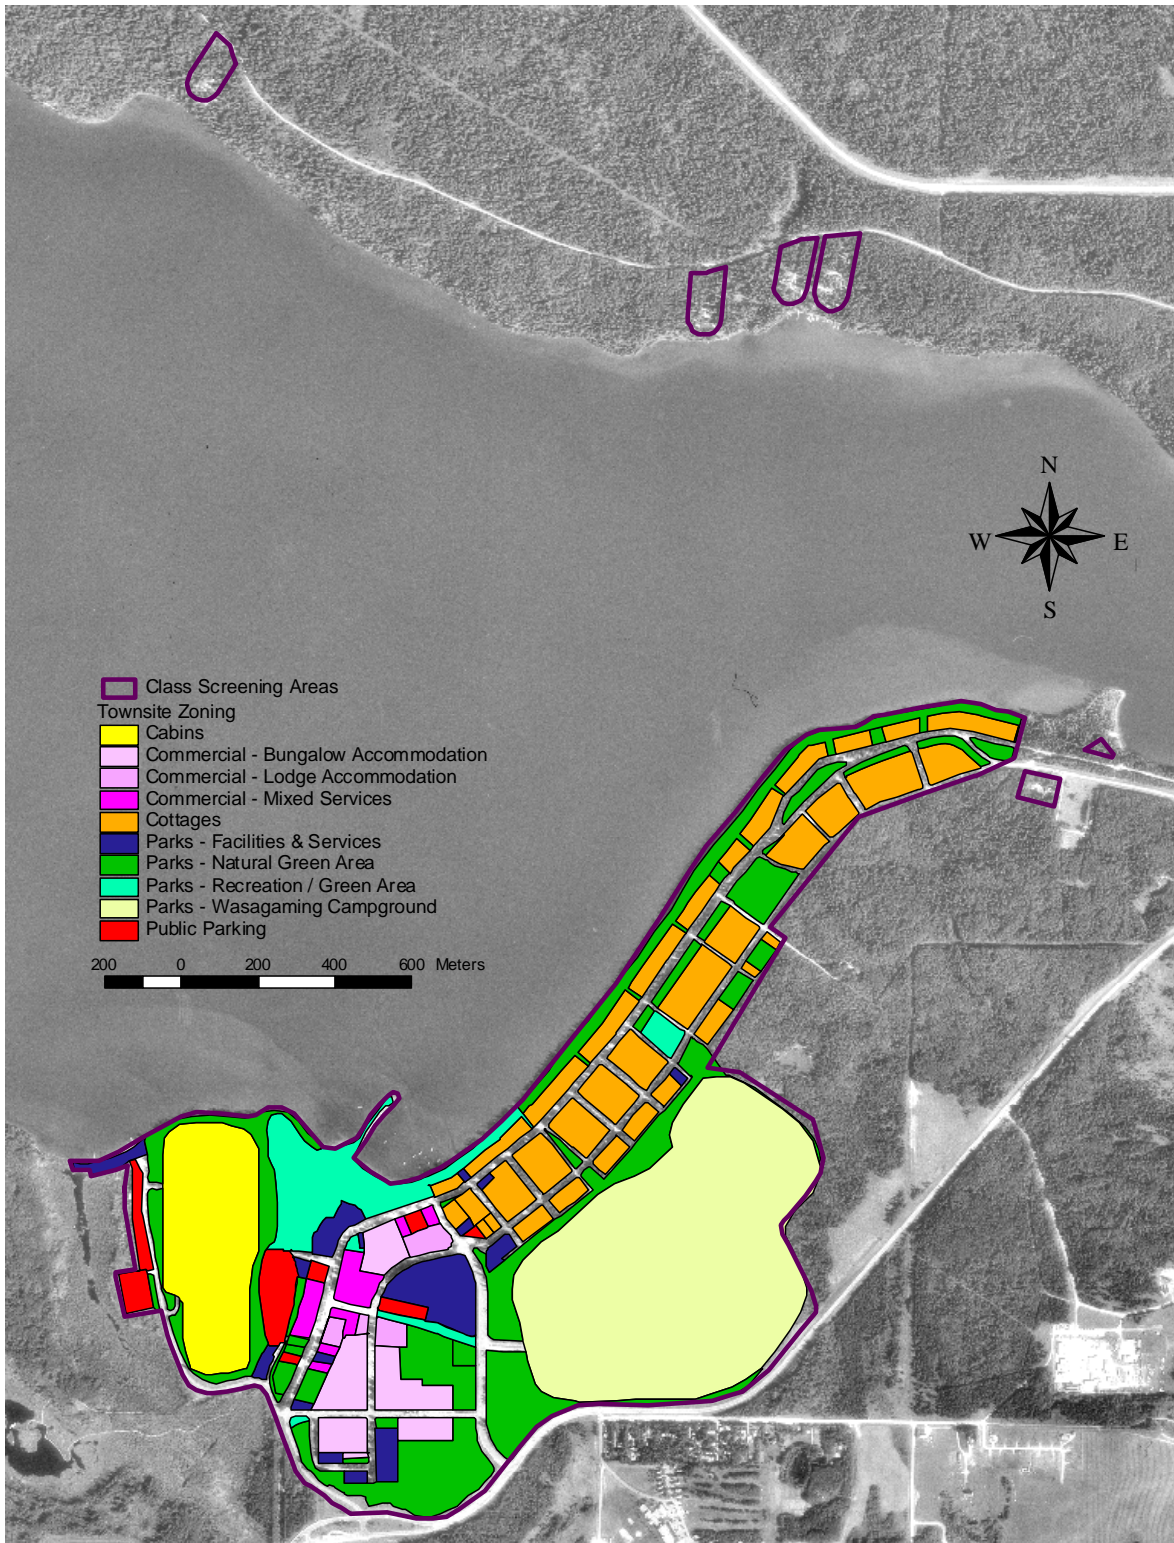 N
W E
S
Class Screening Areas
Townsite Zoning
Cabins
Commercial - Bungalow Accommodation
Commercial - Lodge Accommodation
Commercial - Mixed Services
Cottages
Parks - Facilities & Services
Parks - Natural Green Area
Parks - Recreation / Green Area
Parks - Wasagaming Campground
Public Parking
200 0 200 400 600 Meters